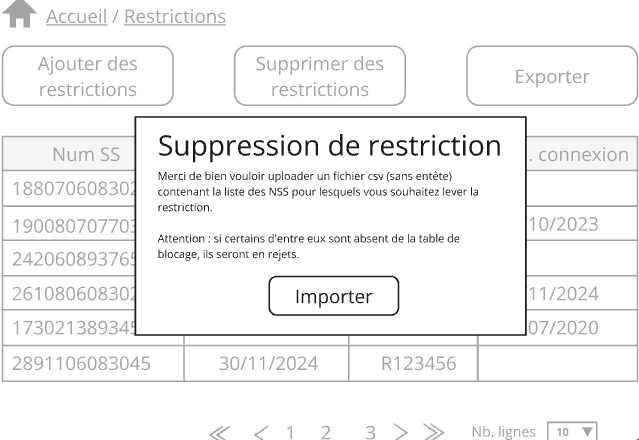 Accueil / Restrictions
Ajouter des
restrictions
Supprimer des
restrictions
Exporter
Suppression de restriction
Merci de bien vouloir uploader un fichier csv (sans entête)
contenant la liste des NSS pour lesquels vous souhaitez lever la
restriction.
Attention : si certains d'entre eux sont absent de la table de
blocage, ils seront en rejets.
Importer
Num SS . connexion
188070608302
190080707703 10/2023
242060893765
261080608302 11/2024
173021389345 07/2020
2891106083045 30/11/2024 R123456
1 2 3 Nb. lignes 10